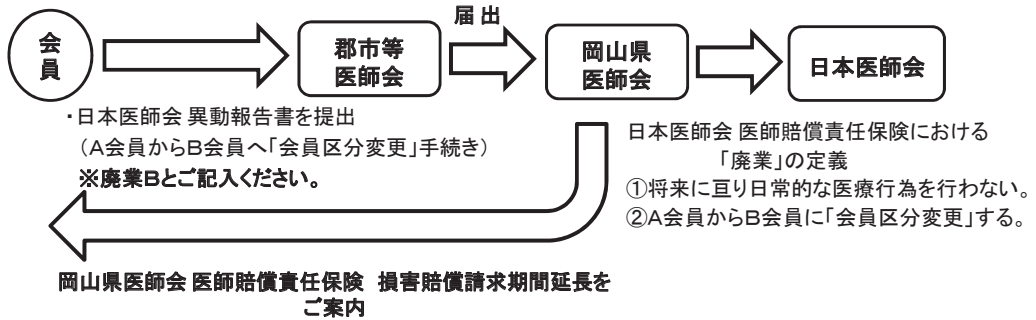 会員
郡市等
医師会
届出
岡山県
医師会
日本医師会
・日本医師会 異動報告書を提出
(A会員からB会員へ「会員区分変更」手続き)
※廃業Bとご記入ください。
日本医師会 医師賠償責任保険における
「廃業」の定義
①将来に亘り日常的な医療行為を行わない。
②A会員からB会員に「会員区分変更」する。
岡山県医師会 医師賠償責任保険 損害賠償請求期間延長を
ご案内